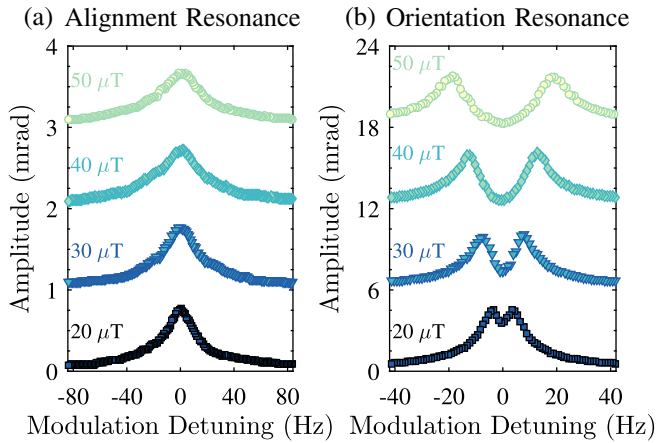 (a) Alignment Resonance
(b) Orientation Resonance
Amplitude (mrad)
4
3
2
1
0
50 μT
40 μT
30 μT
20 μT
-80 -40 0 40 80
Modulation Detuning (Hz)
Amplitude (mrad)
24
18
12
6
0
50 μT
40 μT
30 μT
20 μT
-40 -20 0 20 40
Modulation Detuning (Hz)